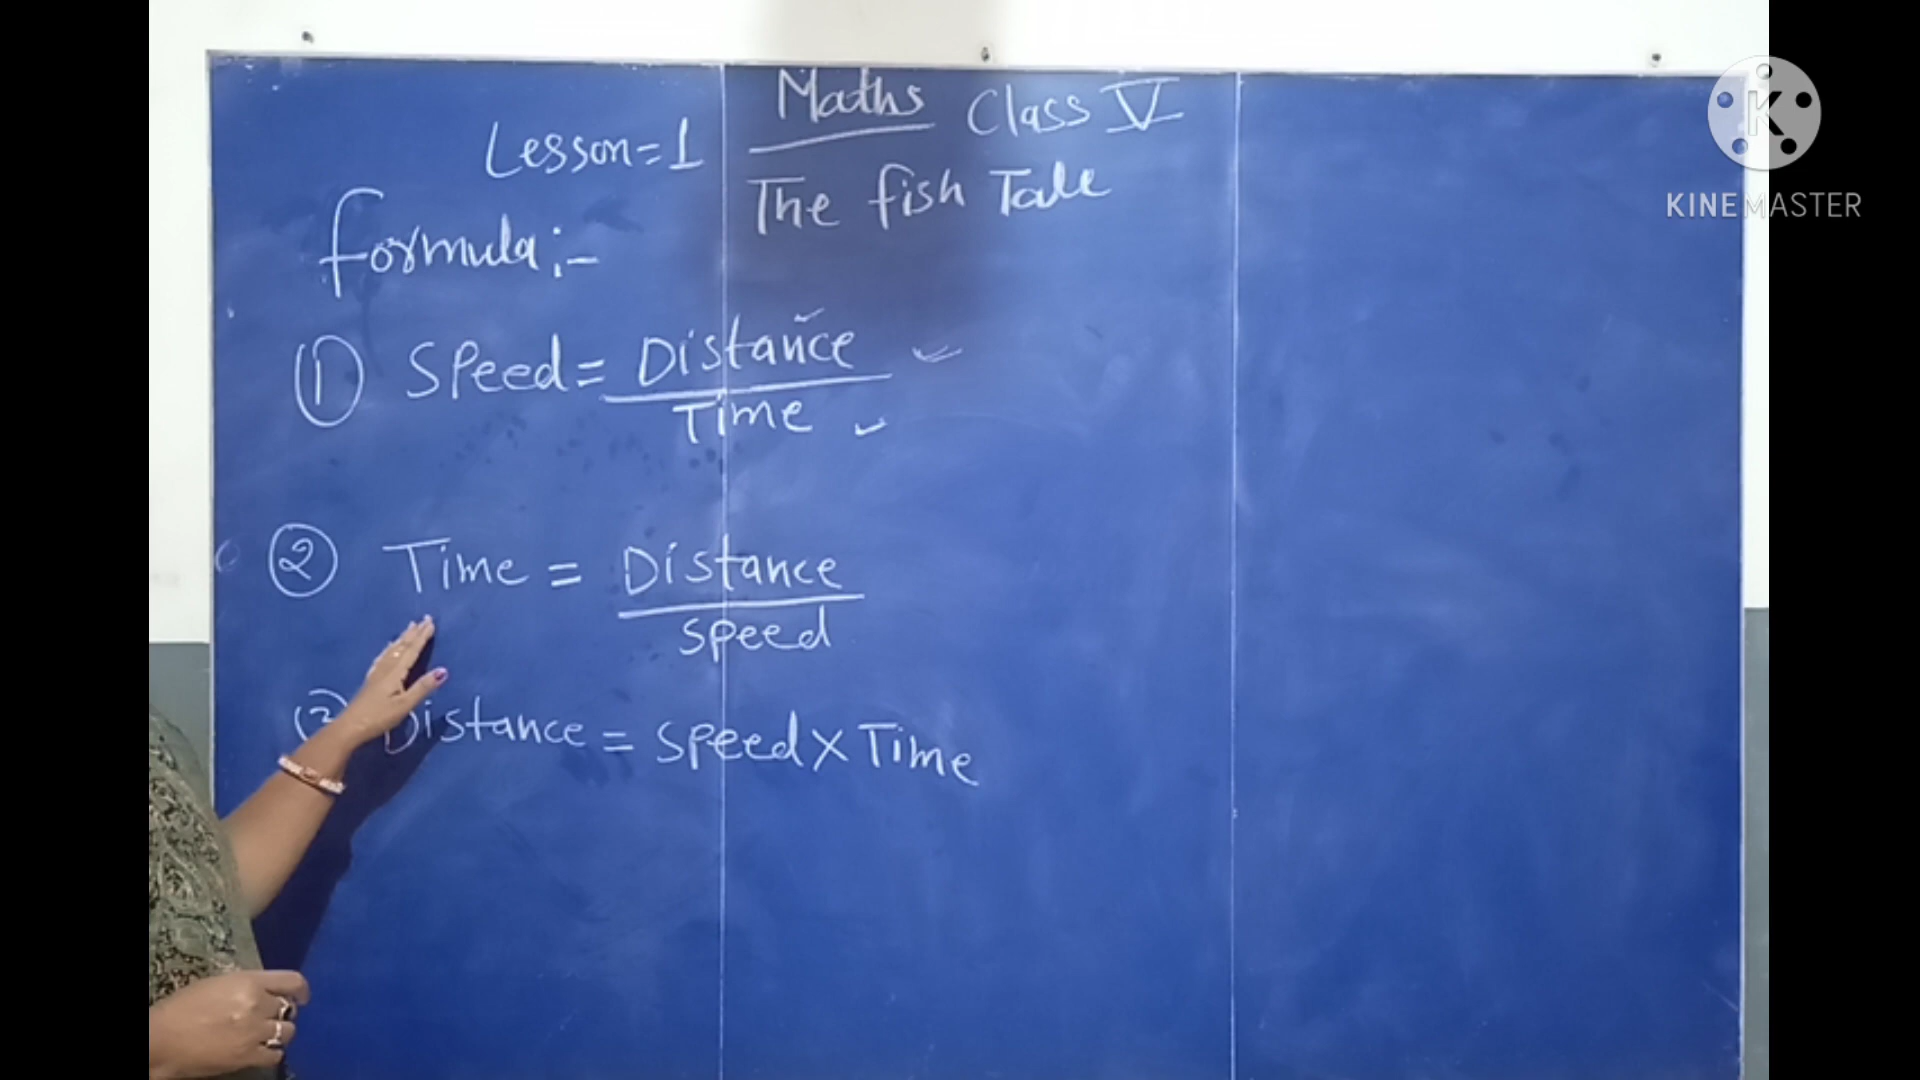 Maths Class V
Lesson=1 The fish Tale
formula:-
① Speed = Distance
Time
② Time = Distance
Speed
Distance = Speed X Time
K
KINEMASTER